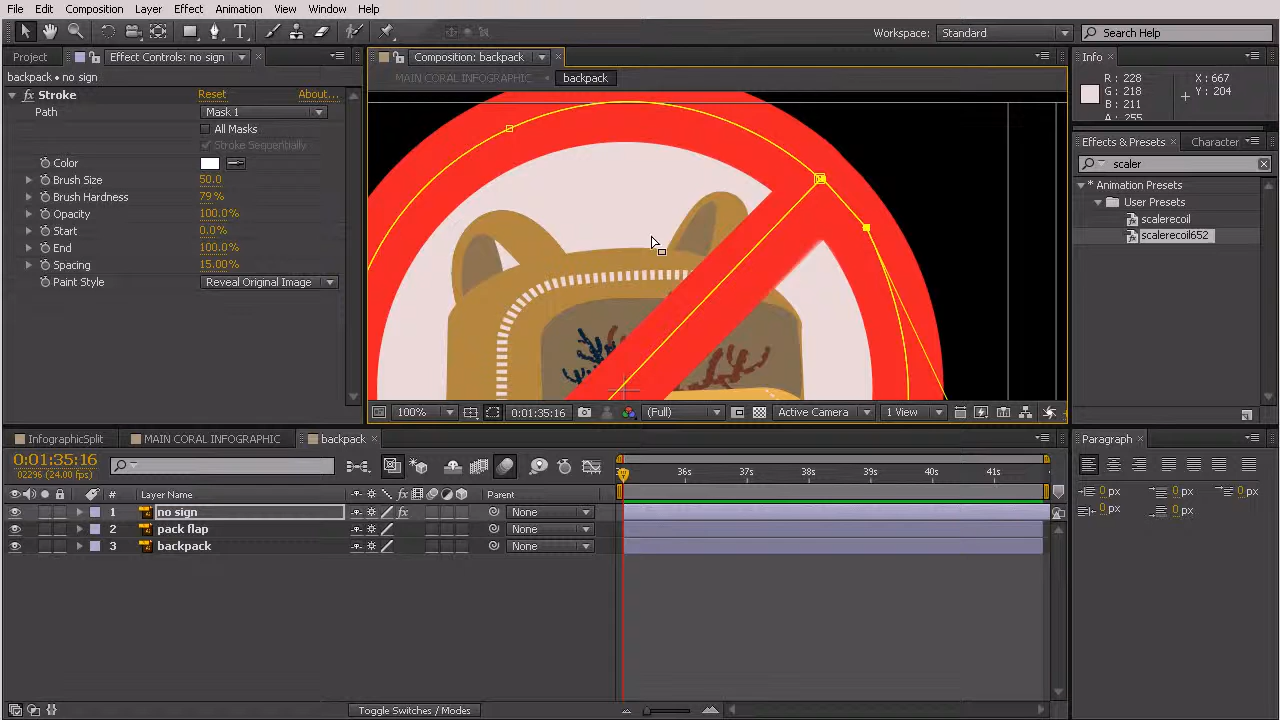 File Edit Composition Layer Effect Animation View Window Help
Workspace: Standard Search Help
Project Effect Controls: no sign
backpack • no sign
fx Stroke Reset About...
Path Mask 1
All Masks
Stroke Sequentially
Color
Brush Size 50.0
Brush Hardness 79%
Opacity 100.0%
Start 0.0%
End 100.0%
Spacing 15.00%
Paint Style Reveal Original Image
Composition: backpack
MAIN CORAL INFOGRAPHIC backpack
100% 0:01:35:16 (Full) Active Camera 1 View
Info
R : 228 X : 667
G : 218 Y : 204
B : 211
A : 255
Effects & Presets Character
scaler
Animation Presets
User Presets
scalerecoil
scalerecoil652
InfographicSplit MAIN CORAL INFOGRAPHIC backpack
0:01:35:16
02296 (24.00 fps)
# Layer Name fx Parent
1 no sign fx None
2 pack flap None
3 backpack None
36s 37s 38s 39s 40s 41s
Toggle Switches / Modes
Paragraph
0 px 0 px 0 px
0 px 0 px